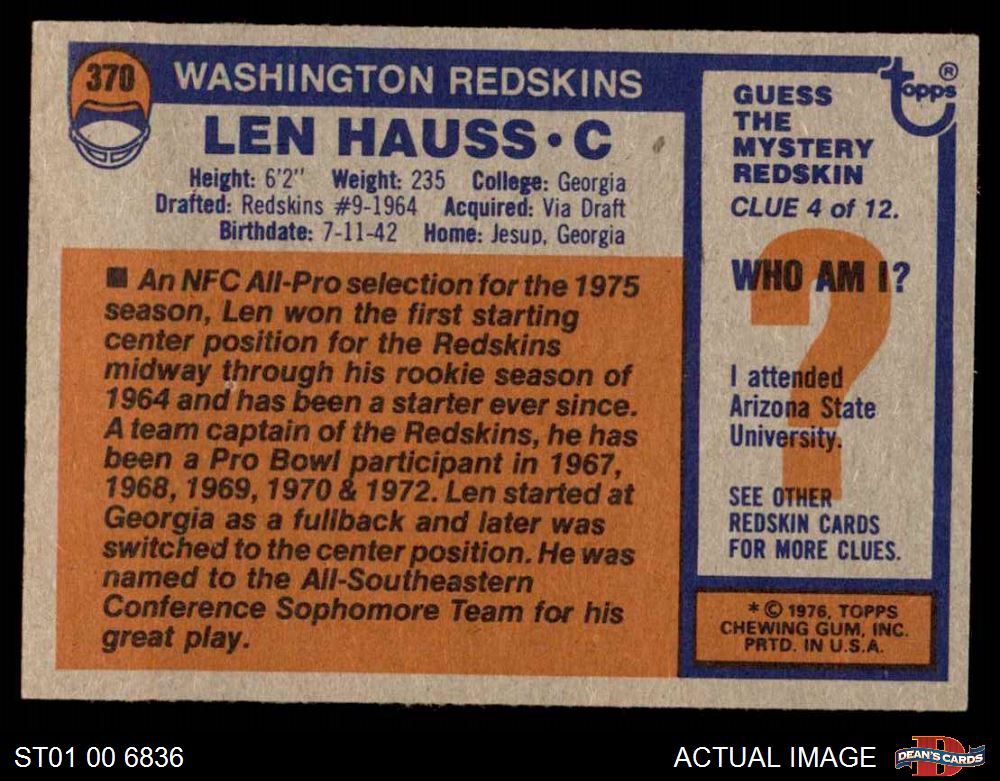 370
WASHINGTON REDSKINS
LEN HAUSS • C
Height: 6'2" Weight: 235 College: Georgia
Drafted: Redskins #9-1964 Acquired: Via Draft
Birthdate: 7-11-42 Home: Jesup, Georgia
■ An NFC All-Pro selection for the 1975
season, Len won the first starting
center position for the Redskins
midway through his rookie season of
1964 and has been a starter ever since.
A team captain of the Redskins, he has
been a Pro Bowl participant in 1967,
1968, 1969, 1970 & 1972. Len started at
Georgia as a fullback and later was
switched to the center position. He was
named to the All-Southeastern
Conference Sophomore Team for his
great play.
topps®
GUESS
THE
MYSTERY
REDSKIN
CLUE 4 of 12.
?
WHO AM I?
I attended
Arizona State
University.
SEE OTHER
REDSKIN CARDS
FOR MORE CLUES.
* © 1976, TOPPS
CHEWING GUM, INC.
PRTD. IN U.S.A.
ST01 00 6836
ACTUAL IMAGE
D
DEAN'S CARDS